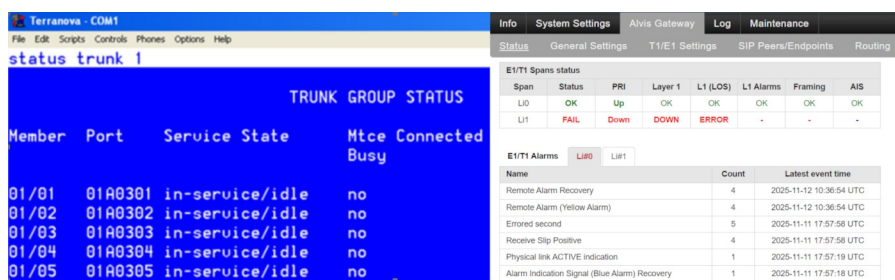 Terranova - COM1
File Edit Scripts Controls Phones Options Help
status trunk 1
TRUNK GROUP STATUS
Member Port Service State Mtce Connected
Busy
01/01 01A0301 in-service/idle no
01/02 01A0302 in-service/idle no
01/03 01A0303 in-service/idle no
01/04 01A0304 in-service/idle no
01/05 01A0305 in-service/idle no
Info System Settings Alvis Gateway Log Maintenance
Status General Settings T1/E1 Settings SIP Peers/Endpoints Routing
E1/T1 Spans status
Span Status PRI Layer 1 L1 (LOS) L1 Alarms Framing AIS
LI0 OK Up OK OK OK OK OK
LI1 FAIL Down DOWN ERROR - - -
E1/T1 Alarms LI#0 LI#1
Name Count Latest event time
Remote Alarm Recovery 4 2025-11-12 10:36:54 UTC
Remote Alarm (Yellow Alarm) 4 2025-11-12 10:36:54 UTC
Errored second 5 2025-11-11 17:57:58 UTC
Receive Slip Positive 4 2025-11-11 17:57:58 UTC
Physical link ACTIVE indication 1 2025-11-11 17:57:19 UTC
Alarm Indication Signal (Blue Alarm) Recovery 1 2025-11-11 17:57:18 UTC